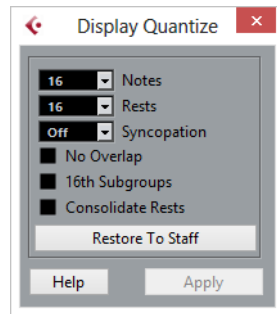 Display Quantize
16 Notes
16 Rests
Off Syncopation
No Overlap
16th Subgroups
Consolidate Rests
Restore To Staff
Help Apply